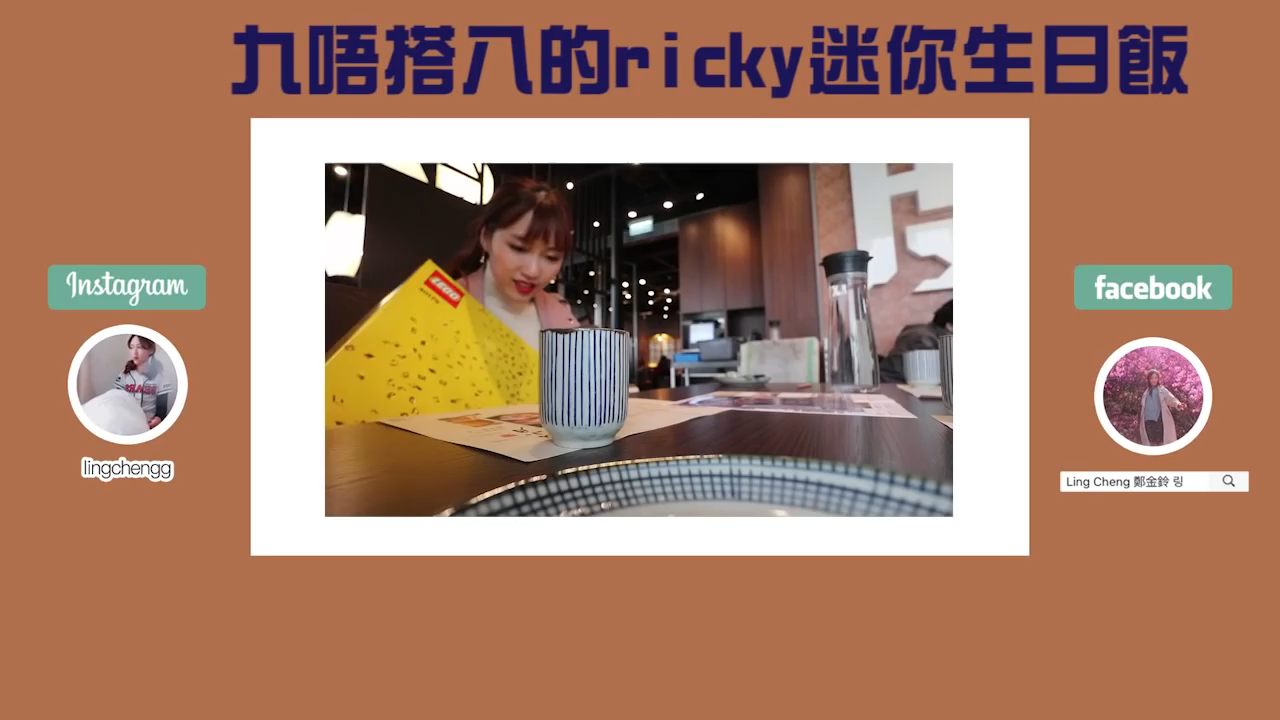 九唔搭八的ricky迷你生日飯
Instagram
lingchengg
LEGO
facebook
Ling Cheng 鄭金鈴 링